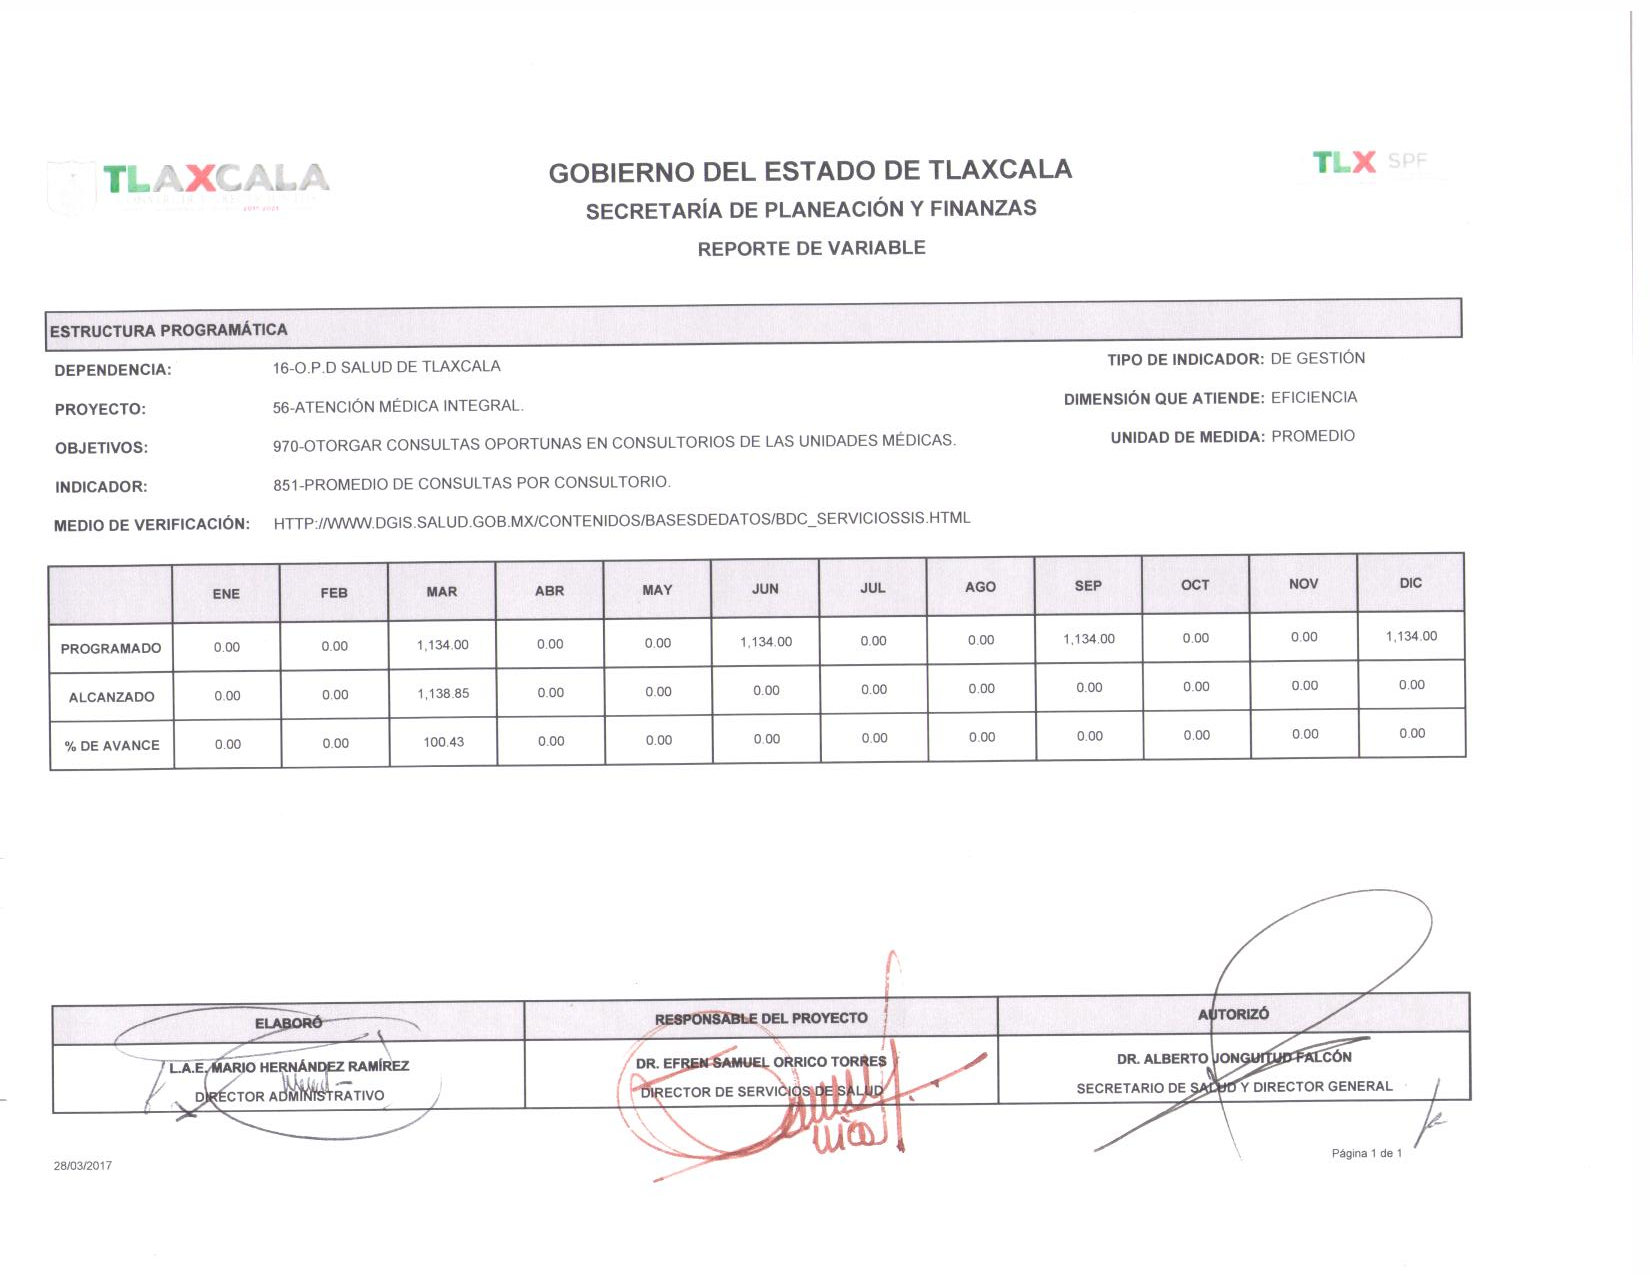 TLAXCALA
TLX SPF
GOBIERNO DEL ESTADO DE TLAXCALA
SECRETARÍA DE PLANEACIÓN Y FINANZAS
REPORTE DE VARIABLE
ESTRUCTURA PROGRAMÁTICA
DEPENDENCIA: 16-O.P.D SALUD DE TLAXCALA TIPO DE INDICADOR: DE GESTIÓN
PROYECTO: 56-ATENCIÓN MÉDICA INTEGRAL. DIMENSIÓN QUE ATIENDE: EFICIENCIA
OBJETIVOS: 970-OTORGAR CONSULTAS OPORTUNAS EN CONSULTORIOS DE LAS UNIDADES MÉDICAS. UNIDAD DE MEDIDA: PROMEDIO
INDICADOR: 851-PROMEDIO DE CONSULTAS POR CONSULTORIO.
MEDIO DE VERIFICACIÓN: HTTP://WWW.DGIS.SALUD.GOB.MX/CONTENIDOS/BASESDEDATOS/BDC_SERVICIOSSIS.HTML
ENE FEB MAR ABR MAY JUN JUL AGO SEP OCT NOV DIC
PROGRAMADO 0.00 0.00 1,134.00 0.00 0.00 1,134.00 0.00 0.00 1,134.00 0.00 0.00 1,134.00
ALCANZADO 0.00 0.00 1,138.85 0.00 0.00 0.00 0.00 0.00 0.00 0.00 0.00 0.00
% DE AVANCE 0.00 0.00 100.43 0.00 0.00 0.00 0.00 0.00 0.00 0.00 0.00 0.00
ELABORÓ RESPONSABLE DEL PROYECTO AUTORIZÓ
L.A.E. MARIO HERNÁNDEZ RAMÍREZ DR. EFREN SAMUEL ORRICO TORRES DR. ALBERTO JONGUITUD FALCÓN
DIRECTOR ADMINISTRATIVO DIRECTOR DE SERVICIOS DE SALUD SECRETARIO DE SALUD Y DIRECTOR GENERAL
28/03/2017 Página 1 de 1